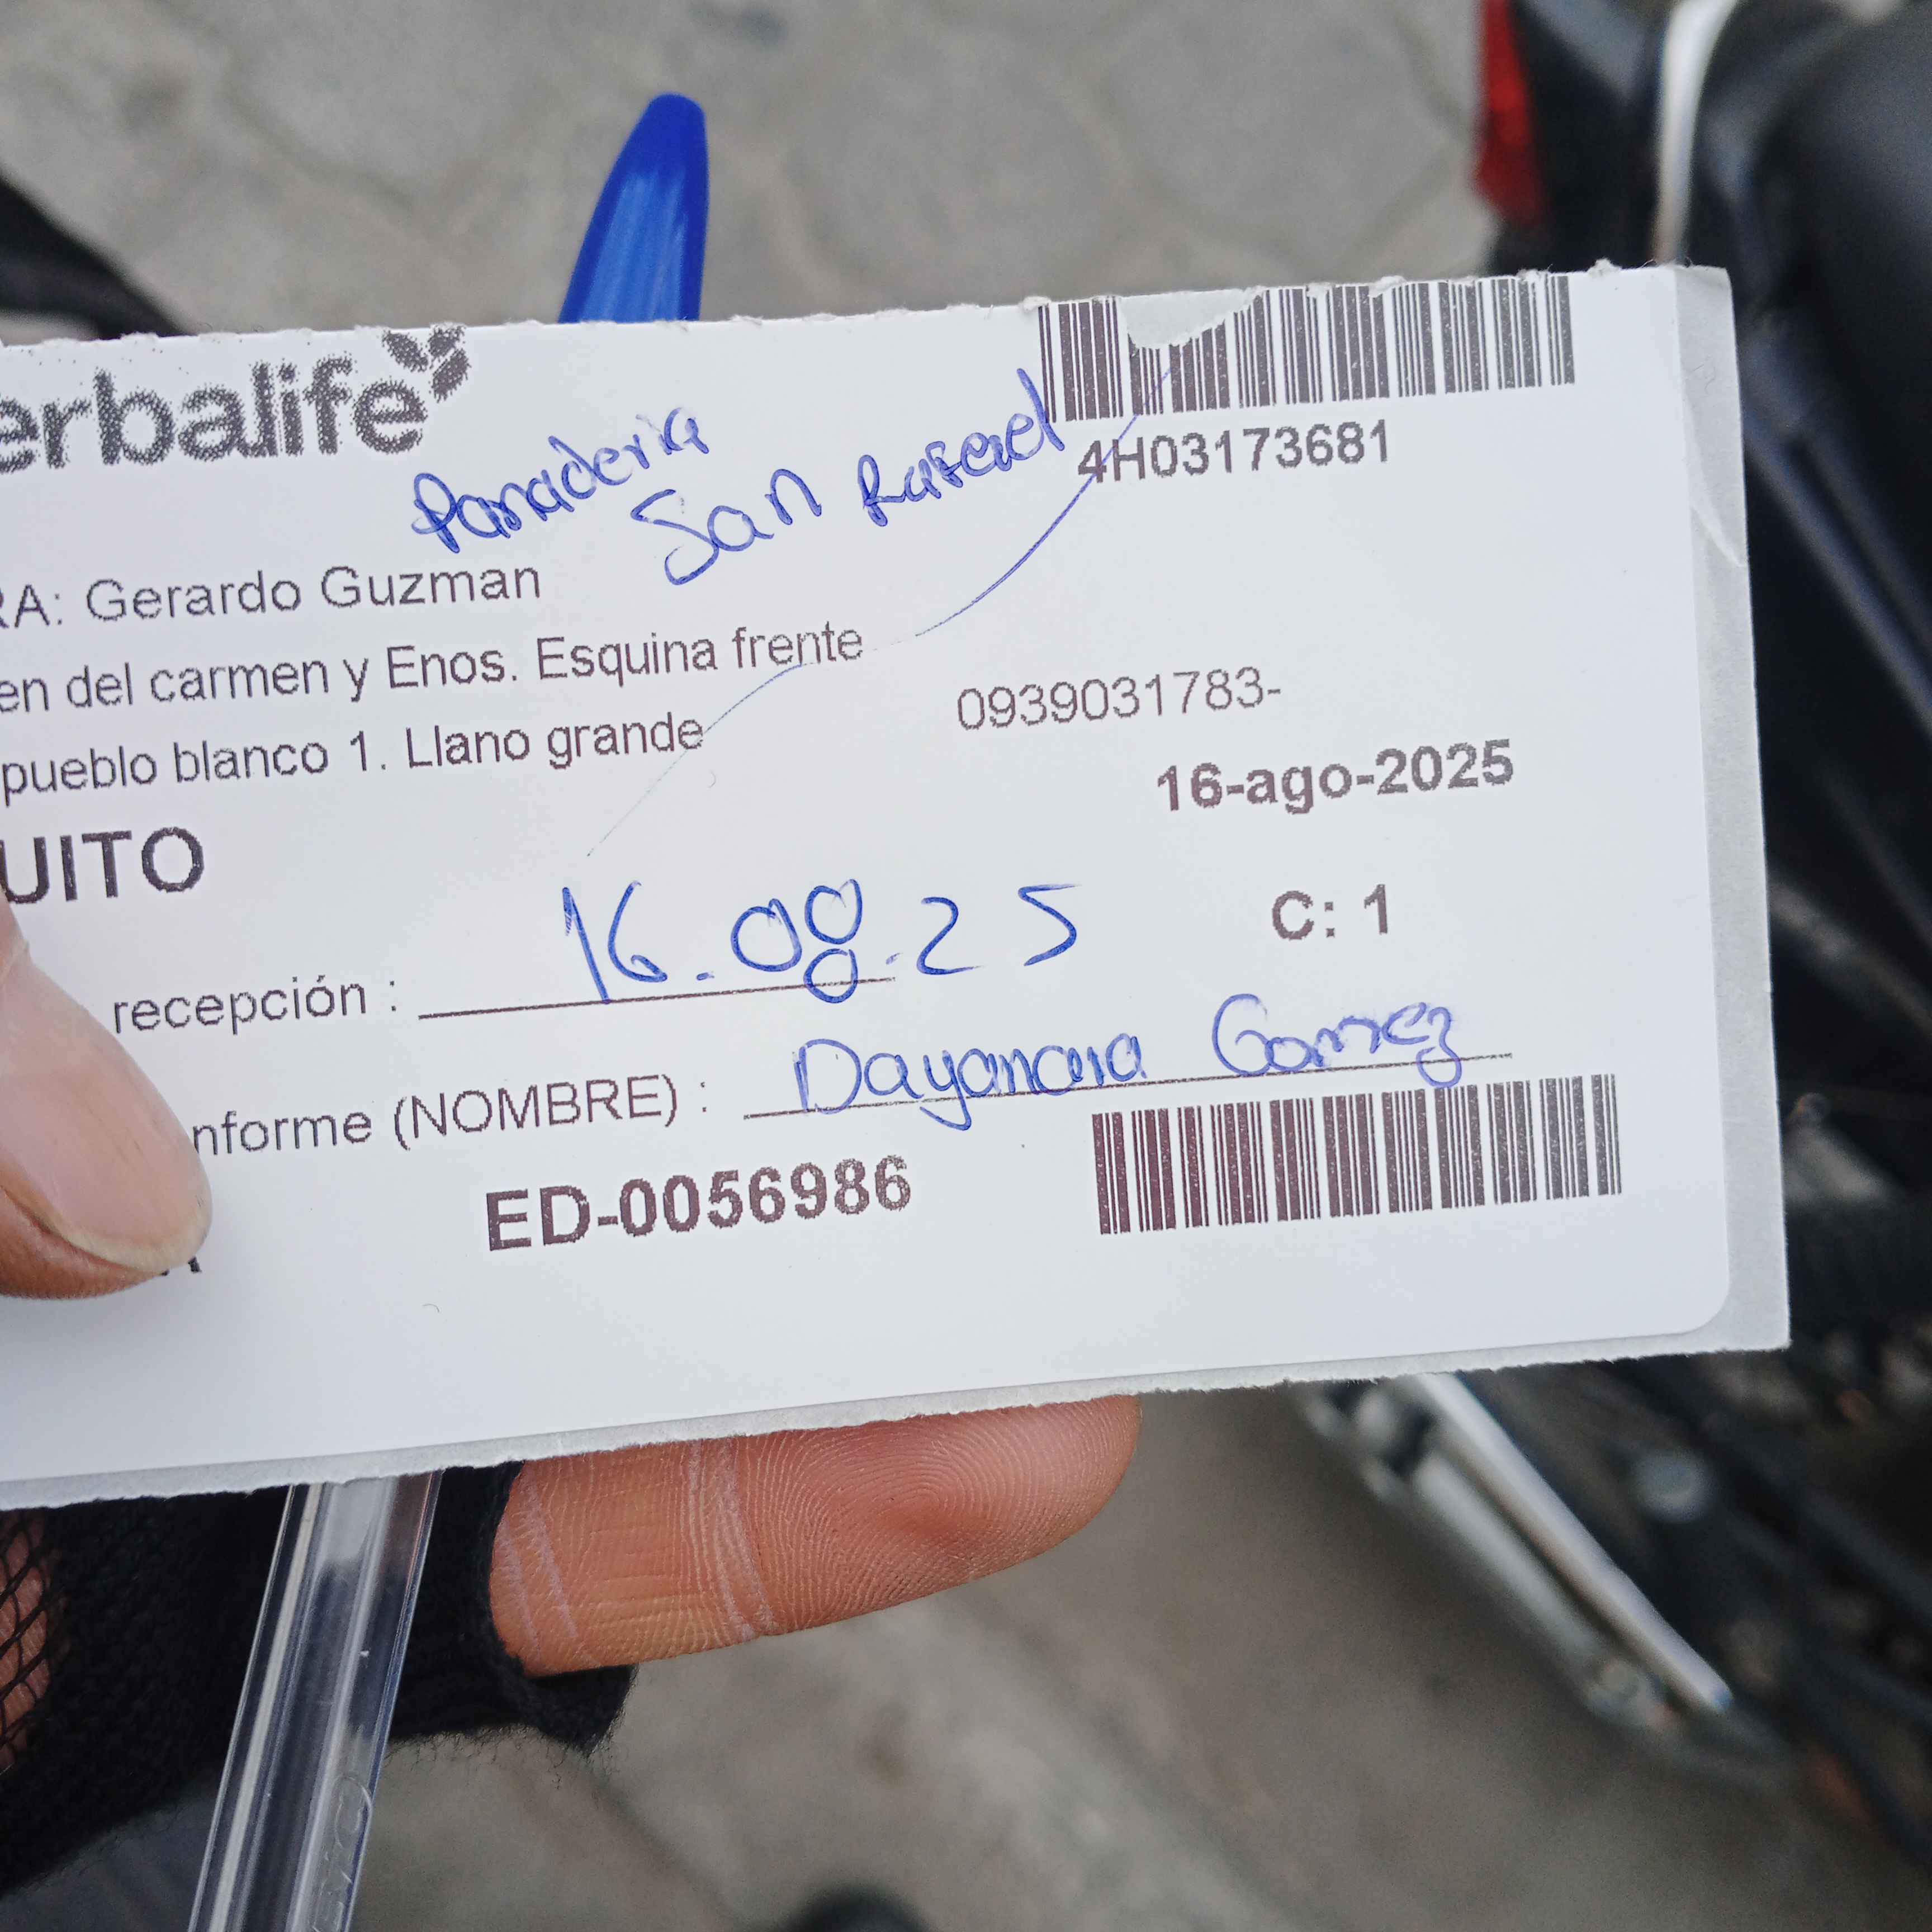 erbalife
Panaderia
San Rafael
4H03173681
RA: Gerardo Guzman
en del carmen y Enos. Esquina frente
pueblo blanco 1. Llano grande
0939031783-
16-ago-2025
UITO
C: 1
recepción : 16.08.25
nforme (NOMBRE) : Dayanara Gomez
ED-0056986